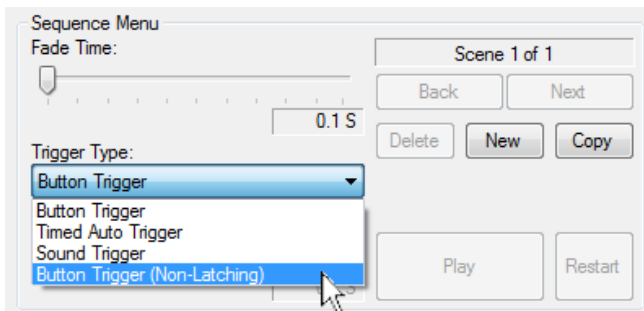 Sequence Menu
Fade Time:
0.1 S
Trigger Type:
Button Trigger
Button Trigger
Timed Auto Trigger
Sound Trigger
Button Trigger (Non-Latching)
Scene 1 of 1
Back Next
Delete New Copy
Play Restart